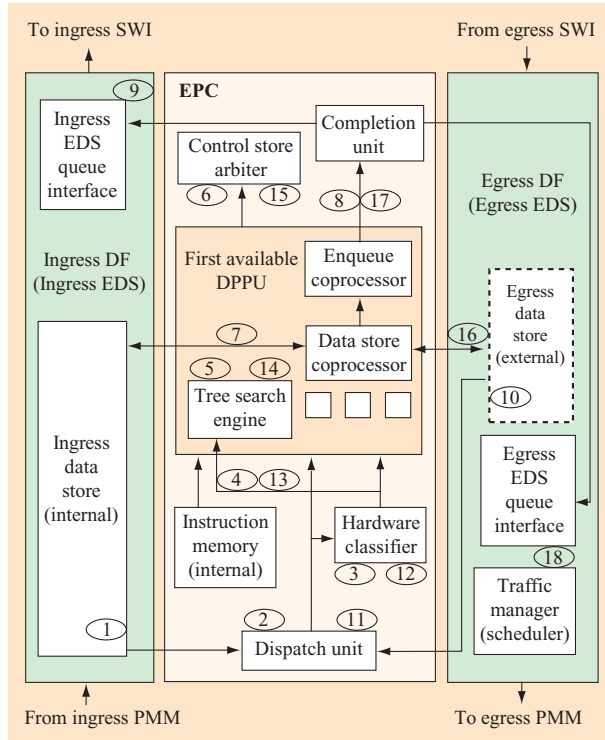 To ingress SWI
From egress SWI
9
EPC
Ingress
EDS
queue
interface
Control store
arbiter
6
15
Completion
unit
8
17
Egress DF
(Egress EDS)
Ingress DF
(Ingress EDS)
First available
DPPU
Enqueue
coprocessor
7
Data store
coprocessor
16
Egress
data
store
(external)
10
5
14
Tree search
engine
Ingress
data
store
(internal)
4
13
Instruction
memory
(internal)
Hardware
classifier
3
12
Egress
EDS
queue
interface
18
Traffic
manager
(scheduler)
1
2
11
Dispatch unit
From ingress PMM
To egress PMM